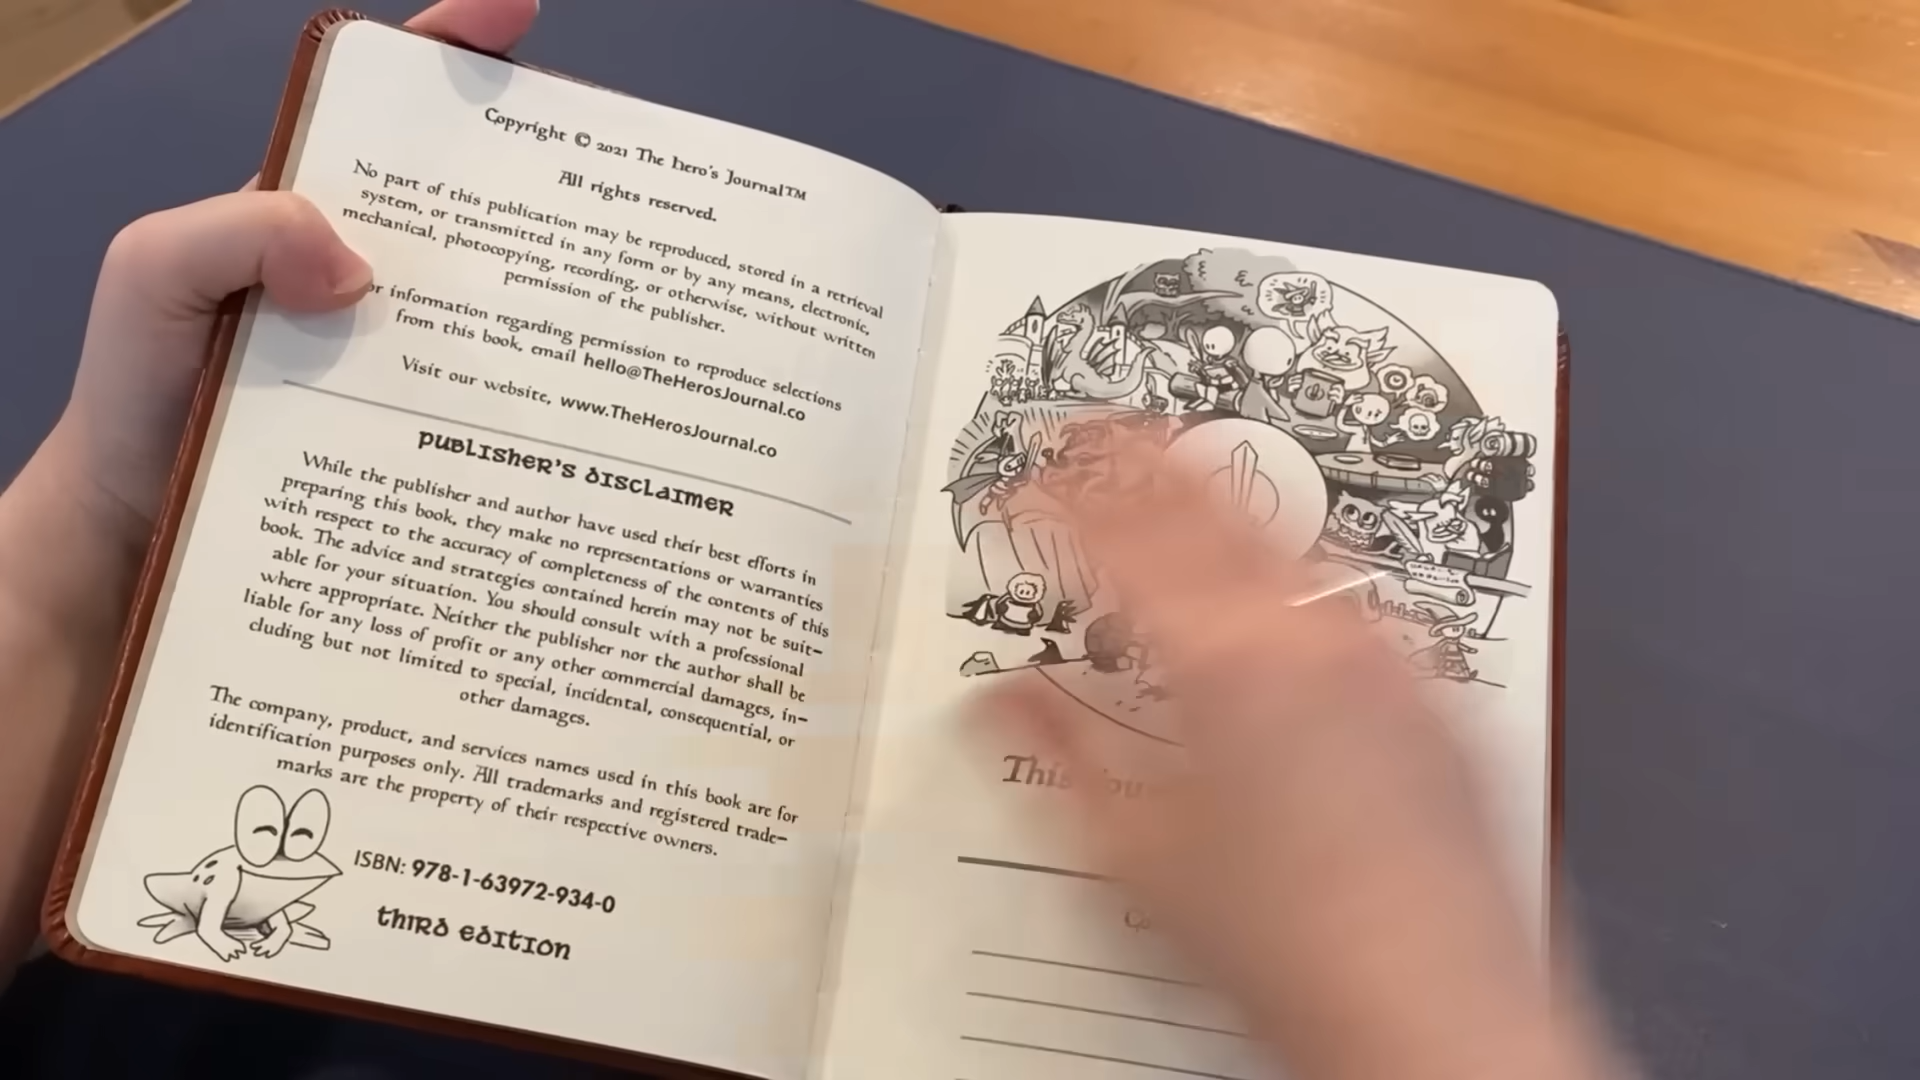 Copyright © 2021 The Hero's Journal™
All rights reserved.
No part of this publication may be reproduced, stored in a retrieval
system, or transmitted in any form or by any means, electronic,
mechanical, photocopying, recording, or otherwise, without written
permission of the publisher.
information regarding permission to reproduce selections
from this book, email hello@TheHerosJournal.co
Visit our website, www.TheHerosJournal.co
Publisher's Disclaimer
While the publisher and author have used their best efforts in
preparing this book, they make no representations or warranties
with respect to the accuracy of completeness of the contents of this
book. The advice and strategies contained herein may not be suit-
able for your situation. You should consult with a professional
where appropriate. Neither the publisher nor the author shall be
liable for any loss of profit or any other commercial damages, in-
cluding but not limited to special, incidental, consequential, or
other damages.
The company, product, and services names used in this book are for
identification purposes only. All trademarks and registered trade-
marks are the property of their respective owners.
ISBN: 978-1-63972-934-0
Third Edition
This